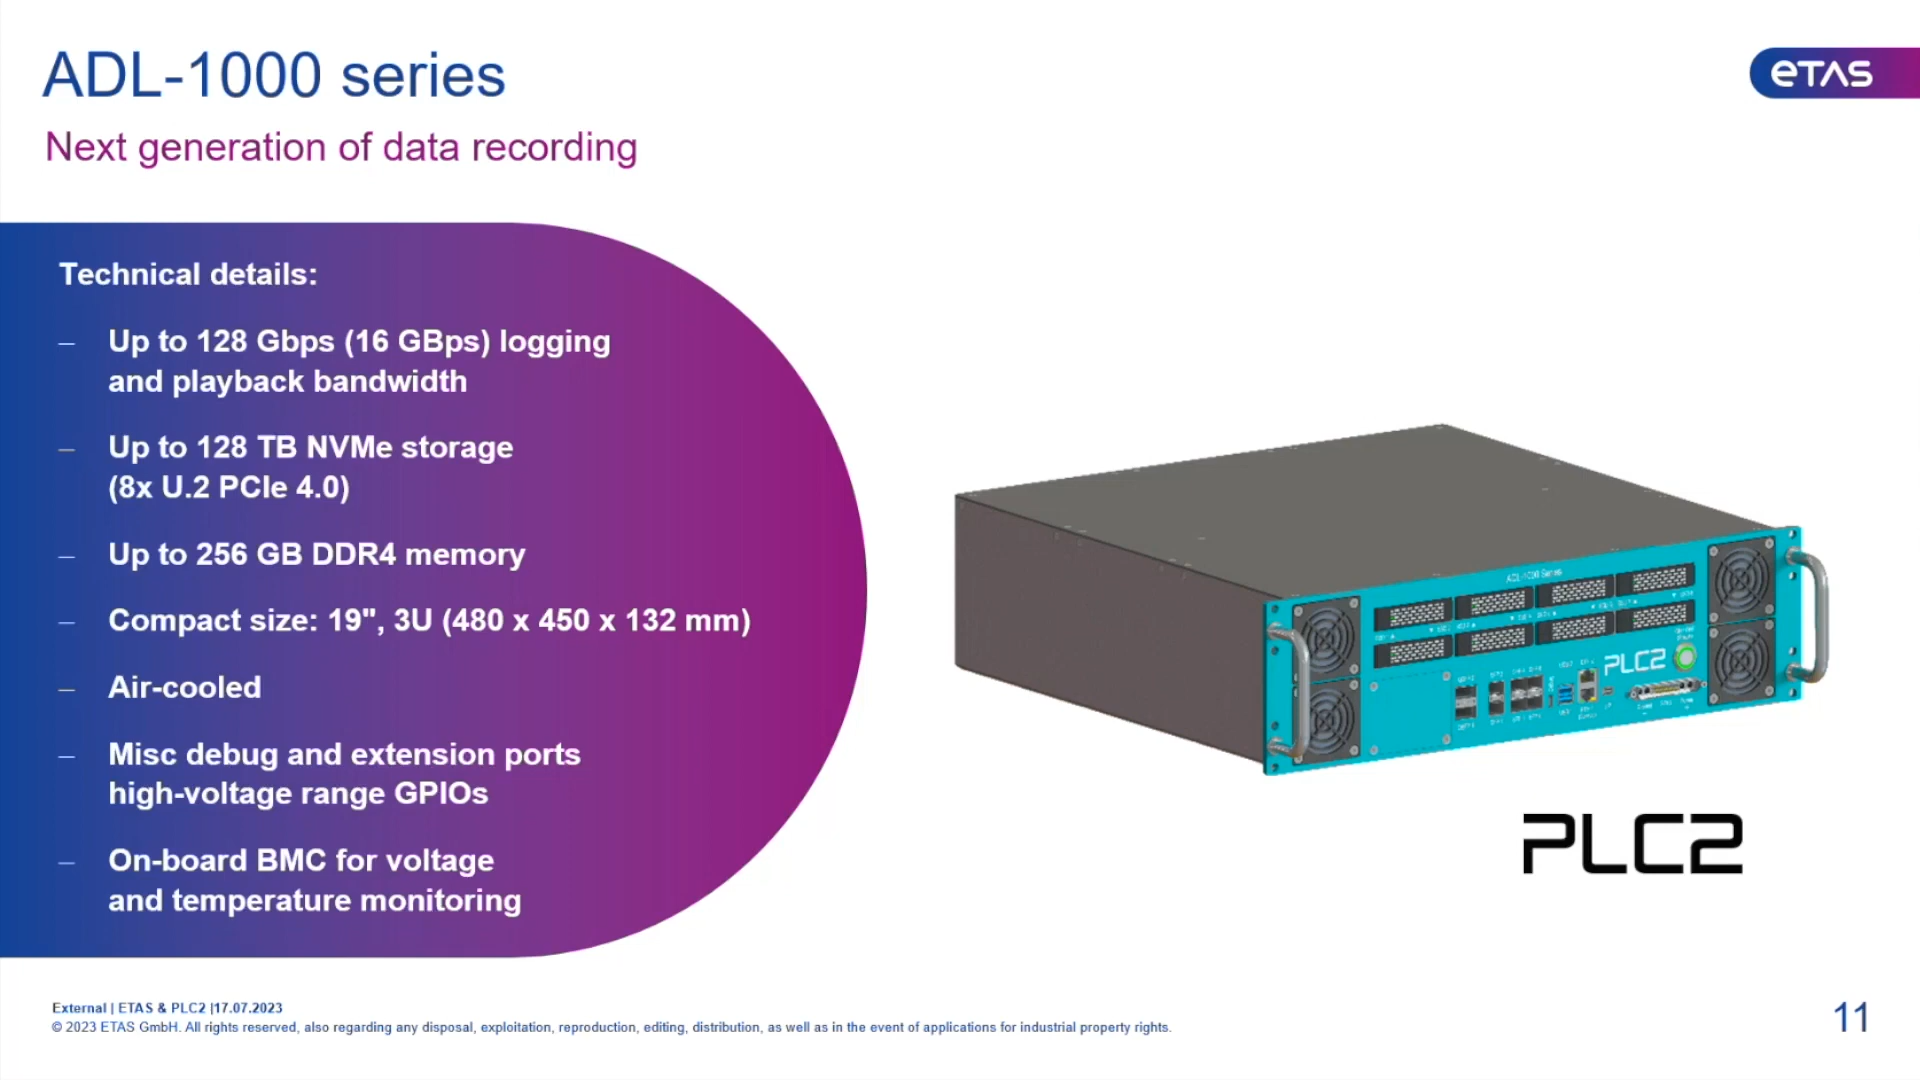 ADL-1000 series
eTAS
Next generation of data recording
Technical details:
– Up to 128 Gbps (16 GBps) logging
and playback bandwidth
– Up to 128 TB NVMe storage
(8x U.2 PCIe 4.0)
– Up to 256 GB DDR4 memory
– Compact size: 19", 3U (480 x 450 x 132 mm)
– Air-cooled
– Misc debug and extension ports
high-voltage range GPIOs
– On-board BMC for voltage
and temperature monitoring
ADL-1000 Series
PLC2
PLC2
External | ETAS & PLC2 |17.07.2023
© 2023 ETAS GmbH. All rights reserved, also regarding any disposal, exploitation, reproduction, editing, distribution, as well as in the event of applications for industrial property rights.
11